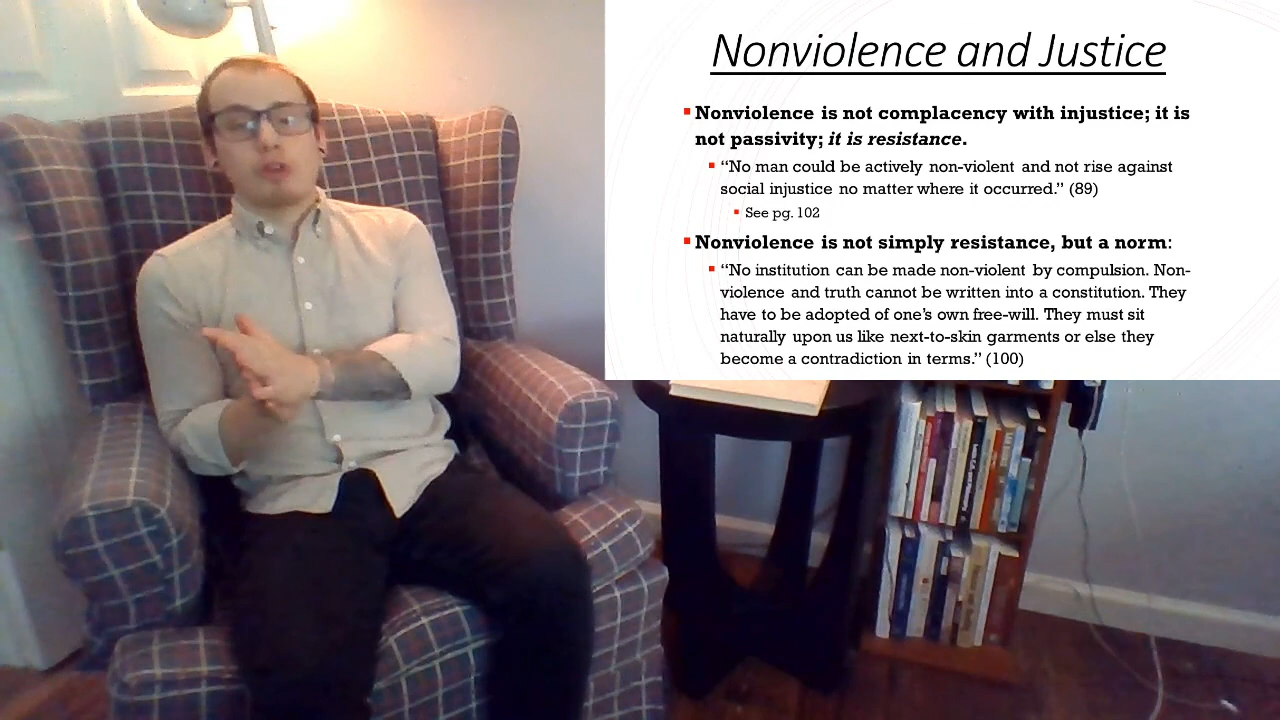 Nonviolence and Justice
Nonviolence is not complacency with injustice; it is
not passivity; it is resistance.
“No man could be actively non-violent and not rise against
social injustice no matter where it occurred.” (89)
See pg. 102
Nonviolence is not simply resistance, but a norm:
“No institution can be made non-violent by compulsion. Non-
violence and truth cannot be written into a constitution. They
have to be adopted of one’s own free-will. They must sit
naturally upon us like next-to-skin garments or else they
become a contradiction in terms.” (100)